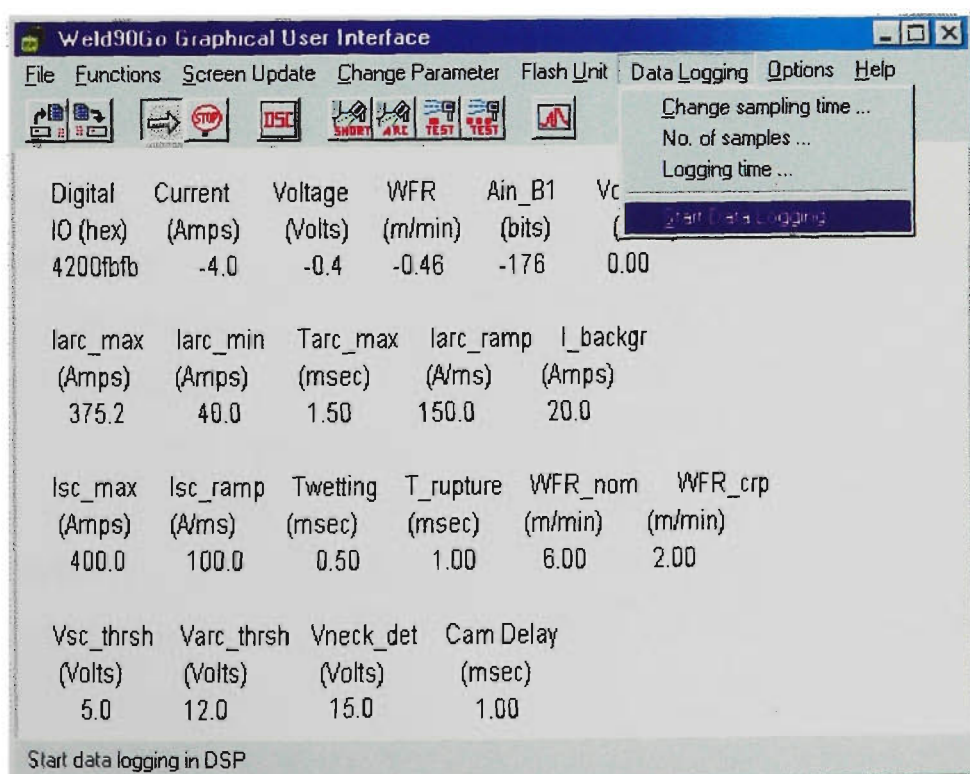 Weld90Go Graphical User Interface
File Functions Screen Update Change Parameter Flash Unit Data Logging Options Help
STOP DSC SHORT ARC TEST TEST
Change sampling time ...
No. of samples ...
Logging time ...
Start Data Logging
Digital Current Voltage WFR Ain_B1
IO (hex) (Amps) (Volts) (m/min) (bits)
4200fbfb -4.0 -0.4 -0.46 -176 0.00
Iarc_max Iarc_min Tarc_max Iarc_ramp I_backgr
(Amps) (Amps) (msec) (A/ms) (Amps)
375.2 40.0 1.50 150.0 20.0
Isc_max Isc_ramp Twetting T_rupture WFR_nom WFR_crp
(Amps) (A/ms) (msec) (msec) (m/min) (m/min)
400.0 100.0 0.50 1.00 6.00 2.00
Vsc_thrsh Varc_thrsh Vneck_det Cam Delay
(Volts) (Volts) (Volts) (msec)
5.0 12.0 15.0 1.00
Start data logging in DSP